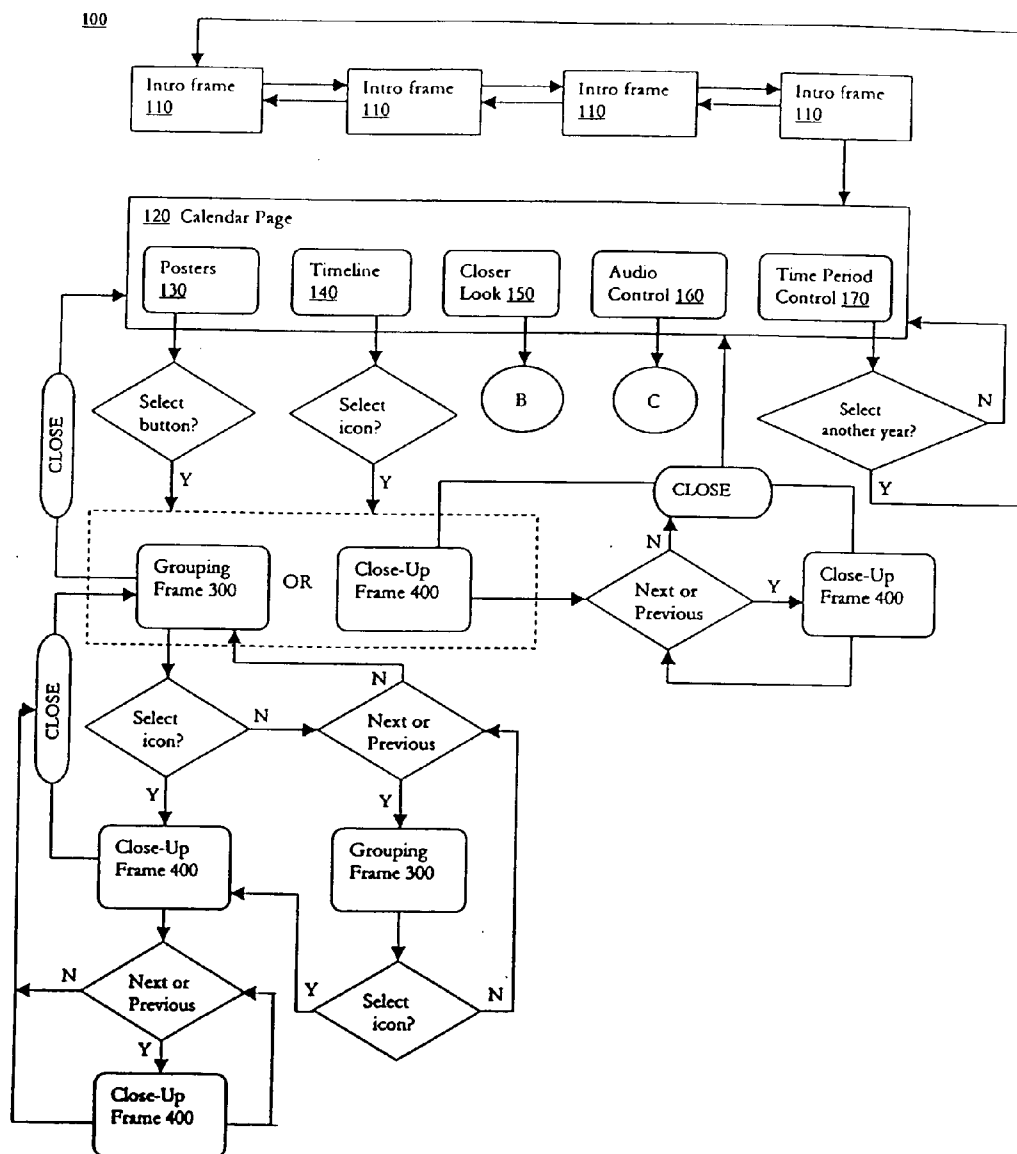 100
Intro frame
110
Intro frame
110
Intro frame
110
Intro frame
110
120 Calendar Page
Posters
130
Timeline
140
Closer
Look 150
Audio
Control 160
Time Period
Control 170
CLOSE
Select
button?
Select
icon?
B
C
Select
another year?
N
Y
Y
Y
CLOSE
Grouping
Frame 300
OR
Close-Up
Frame 400
N
Next or
Previous
Y
Close-Up
Frame 400
CLOSE
Select
icon?
N
N
Next or
Previous
Y
Y
Close-Up
Frame 400
Grouping
Frame 300
N
Next or
Previous
Y
Select
icon?
N
Y
Close-Up
Frame 400